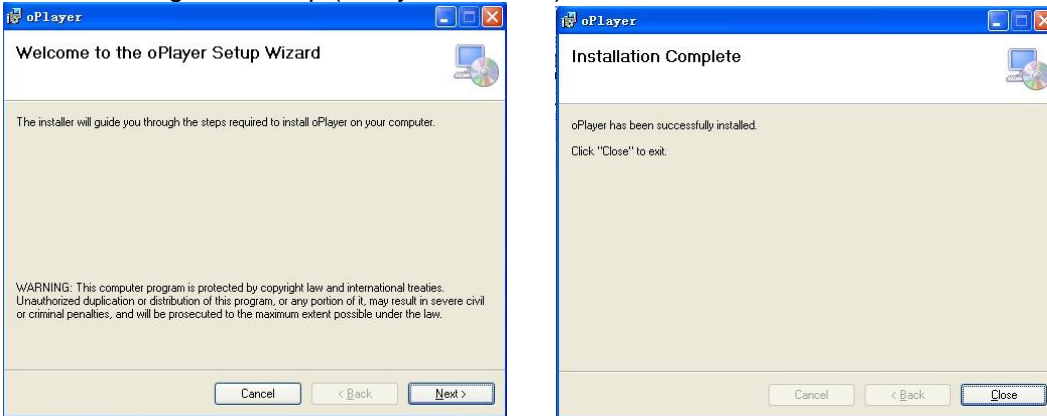 oPlayer
Welcome to the oPlayer Setup Wizard
The installer will guide you through the steps required to install oPlayer on your computer.
WARNING: This computer program is protected by copyright law and international treaties.
Unauthorized duplication or distribution of this program, or any portion of it, may result in severe civil
or criminal penalties, and will be prosecuted to the maximum extent possible under the law.
Cancel
< Back
Next >
oPlayer
Installation Complete
oPlayer has been successfully installed.
Click "Close" to exit.
Cancel
< Back
Close